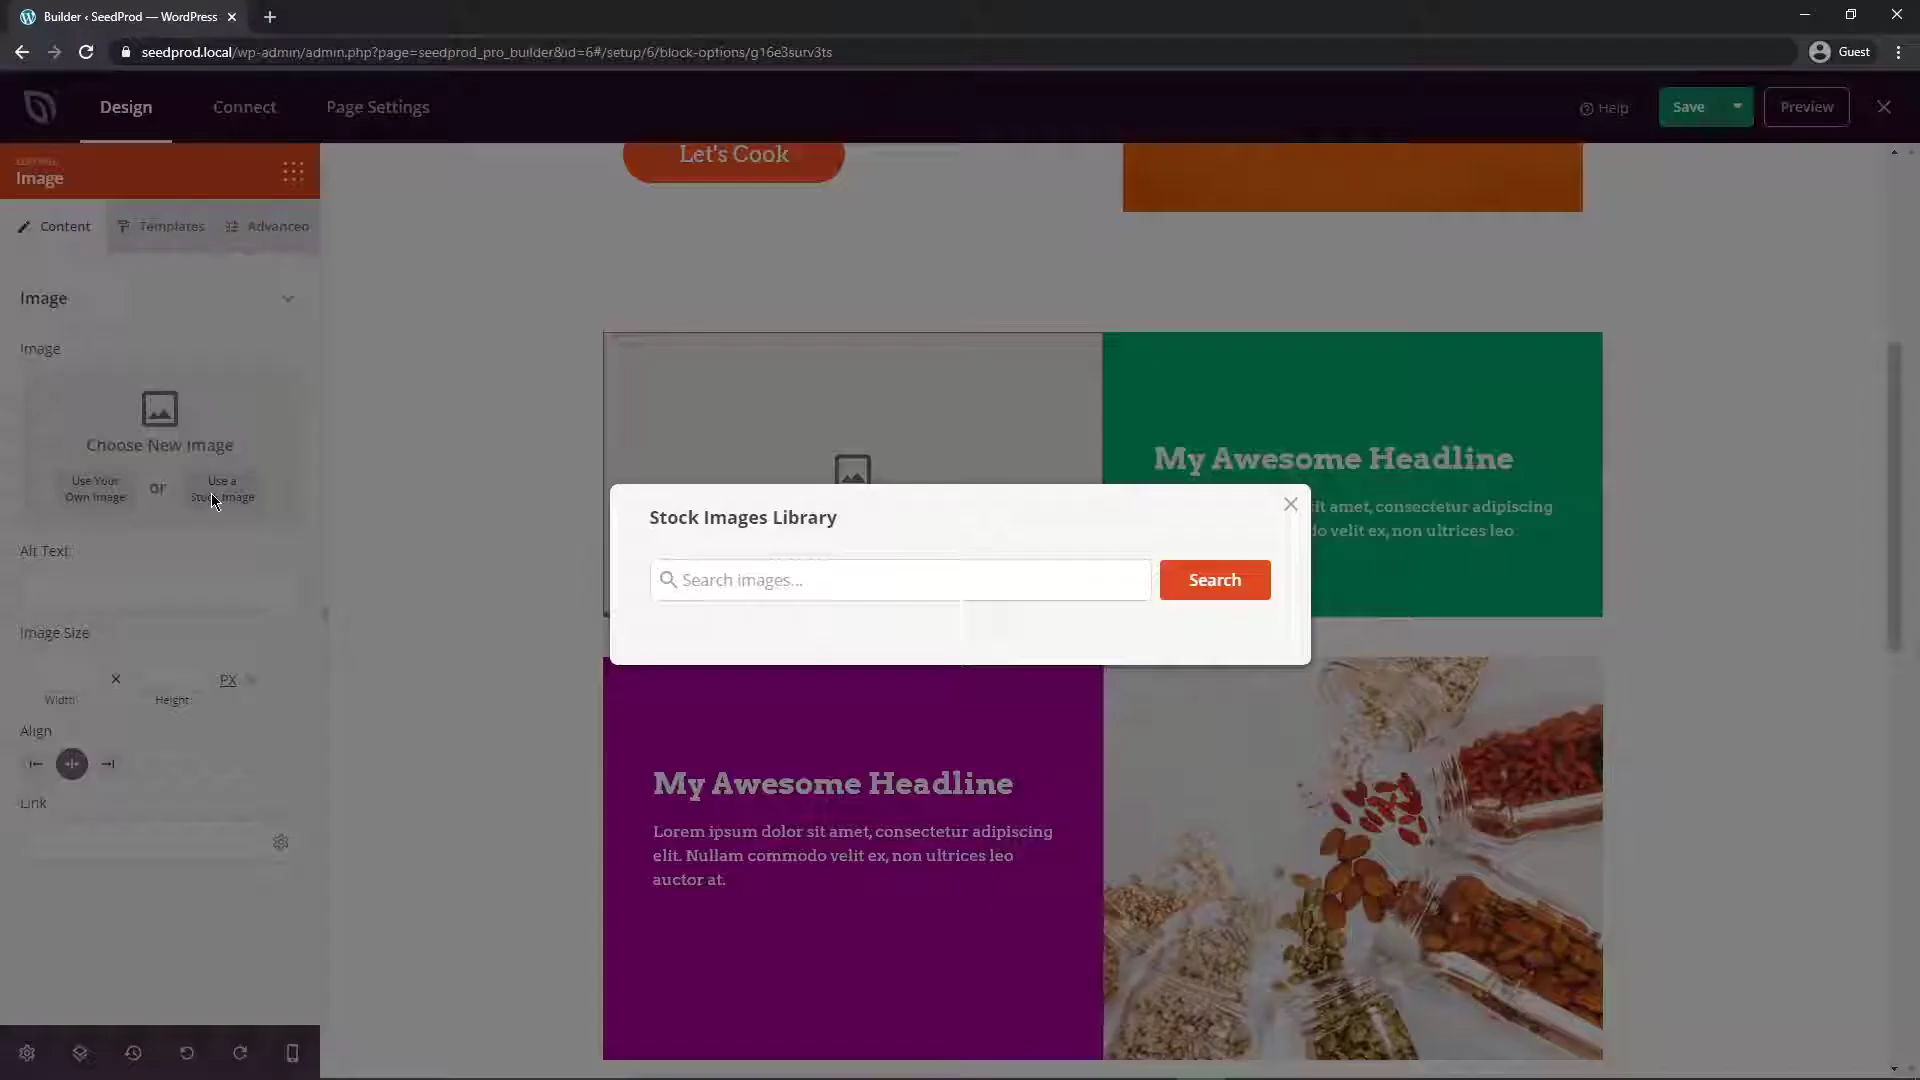 Builder ‹ SeedProd — WordPress
seedprod.local/wp-admin/admin.php?page=seedprod_pro_builder&id=6#/setup/6/block-options/g16e3surv3ts
Guest
Design
Connect
Page Settings
Help
Save
Preview
Image
Content
Templates
Advanced
Image
Image
Choose New Image
Use Your
Own Image
or
Use a
Stock Image
Alt Text
Image Size
PX
Width
Height
Align
Link
Let's Cook
My Awesome Headline
sit amet, consectetur adipiscing
velit ex, non ultrices leo
Stock Images Library
Search images...
Search
My Awesome Headline
Lorem ipsum dolor sit amet, consectetur adipiscing
elit. Nullam commodo velit ex, non ultrices leo
auctor at.